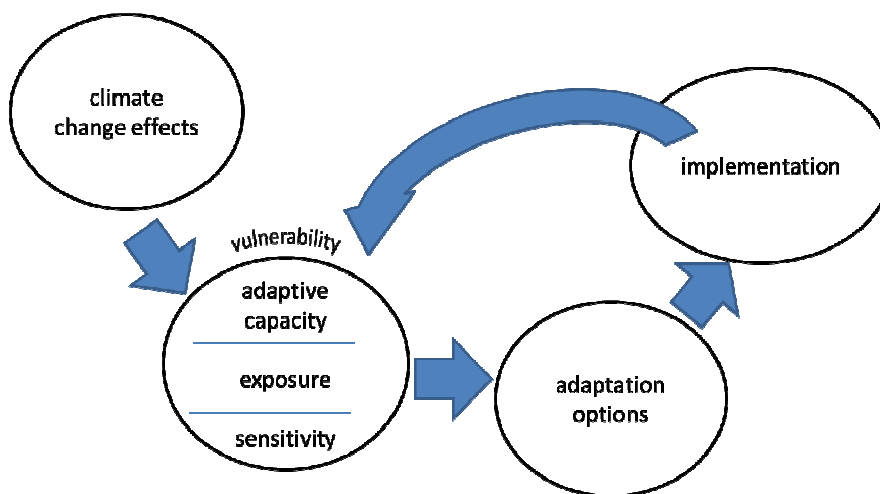 climate
change effects
implementation
vulnerability
adaptive
capacity
exposure
sensitivity
adaptation
options